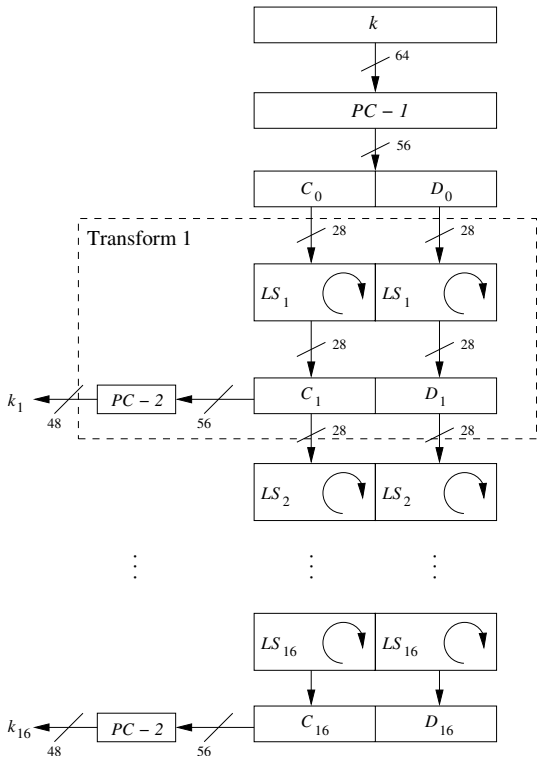 k
64
PC – 1
56
C0 D0
Transform 1
28 28
LS1 LS1
28 28
k1 48 PC – 2 56 C1 D1
28 28
LS2 LS2
⋮ ⋮ ⋮
LS16 LS16
k16 48 PC – 2 56 C16 D16